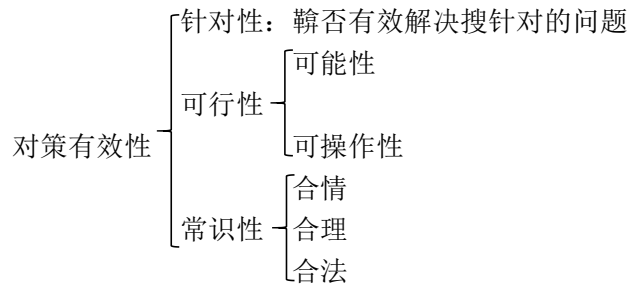 针对性：鞥否有效解决搜针对的问题
可能性
可行性
可操作性
对策有效性
合情
常识性
合理
合法